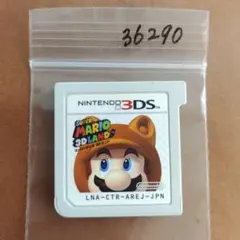 36290
NINTENDO 3DS
SUPER
MARIO
3D LAND
LNA-CTR-AREJ-JPN